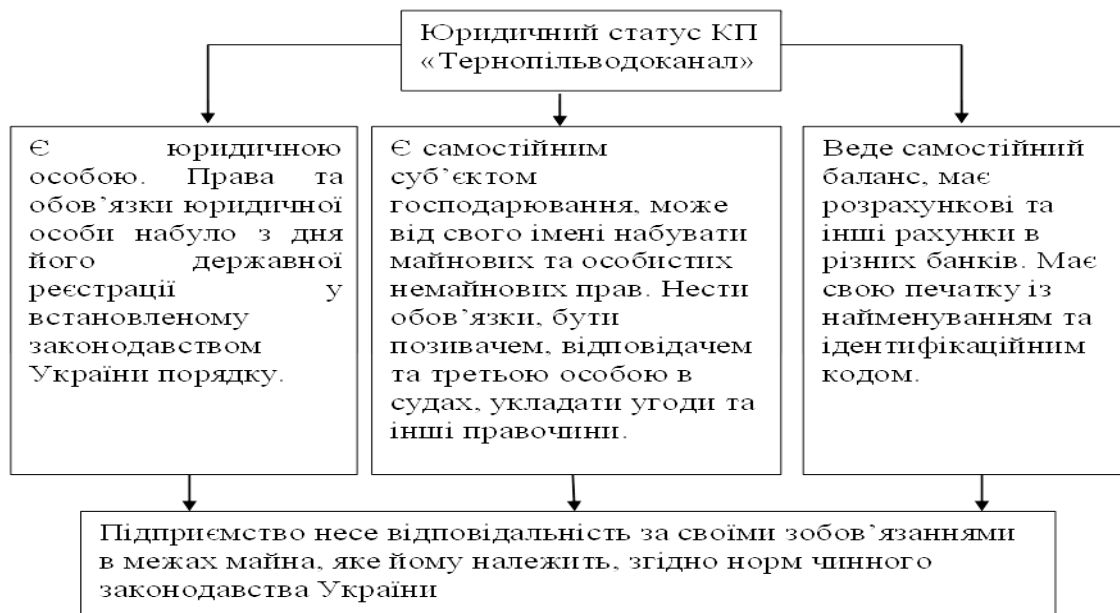 Юридичний статус КП
«Тернопільводоканал»
Є юридичною
особою. Права та
обов’язки юридичної
особи набуло з дня
його державної
реєстрації у
встановленому
законодавством
України порядку.
Є самостійним
суб’єктом
господарювання, може
від свого імені набувати
майнових та особистих
немайнових прав. Нести
обов’язки, бути
позивачем, відповідачем
та третьою особою в
судах, укладати угоди та
інші правочини.
Веде самостійний
баланс, має
розрахункові та
інші рахунки в
різних банків. Має
свою печатку із
найменуванням та
ідентифікаційним
кодом.
Підприємство несе відповідальність за своїми зобов’язаннями
в межах майна, яке йому належить, згідно норм чинного
законодавства України